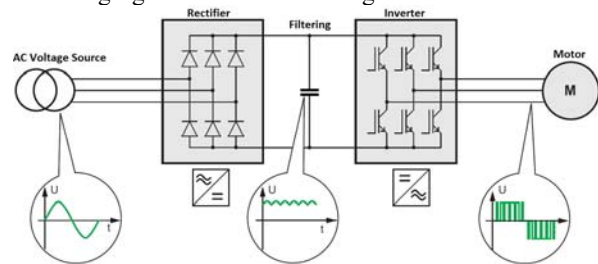 Rectifier
Filtering
Inverter
AC Voltage Source
Motor
M
U
t
U
t
U
t